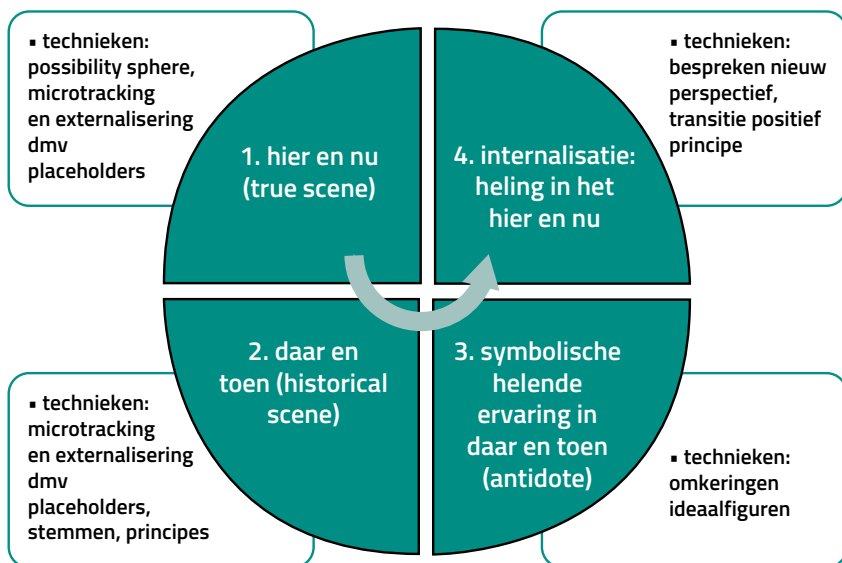 ▪ technieken:
possibility sphere,
microtracking
en externalisering
dmv
placeholders
1. hier en nu
(true scene)
4. internalisatie:
heling in het
hier en nu
▪ technieken:
bespreken nieuw
perspectief,
transitie positief
principe
▪ technieken:
microtracking
en externalisering
dmv
placeholders,
stemmen, principes
2. daar en
toen (historical
scene)
3. symbolische
helende
ervaring in
daar en toen
(antidote)
▪ technieken:
omkeringen
ideaalfiguren